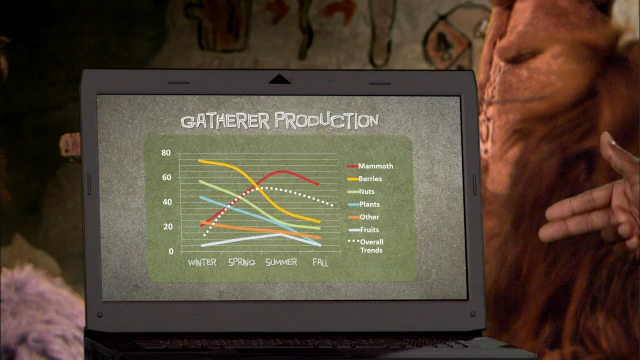 GATHERER PRODUCTION
80
60
40
20
0
WINTER SPRING SUMMER FALL
Mammoth
Berries
Nuts
Plants
Other
Fruits
Overall
Trends